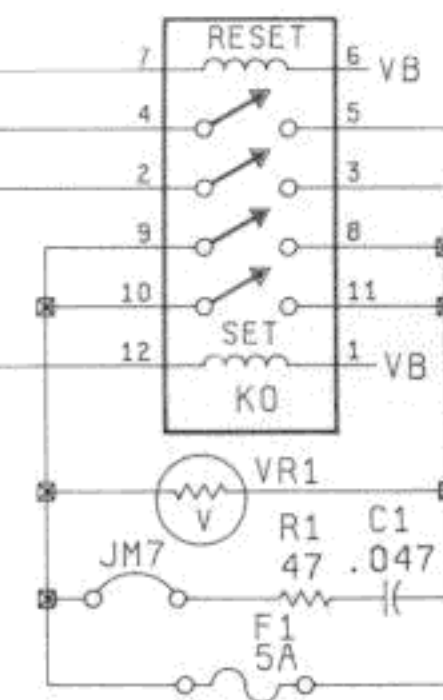 RESET
7 6 VB
4 5
2 3
9 8
10 11
SET
12 1 VB
K0
VR1
V
R1 C1
47 .047
JM7
F1
5A